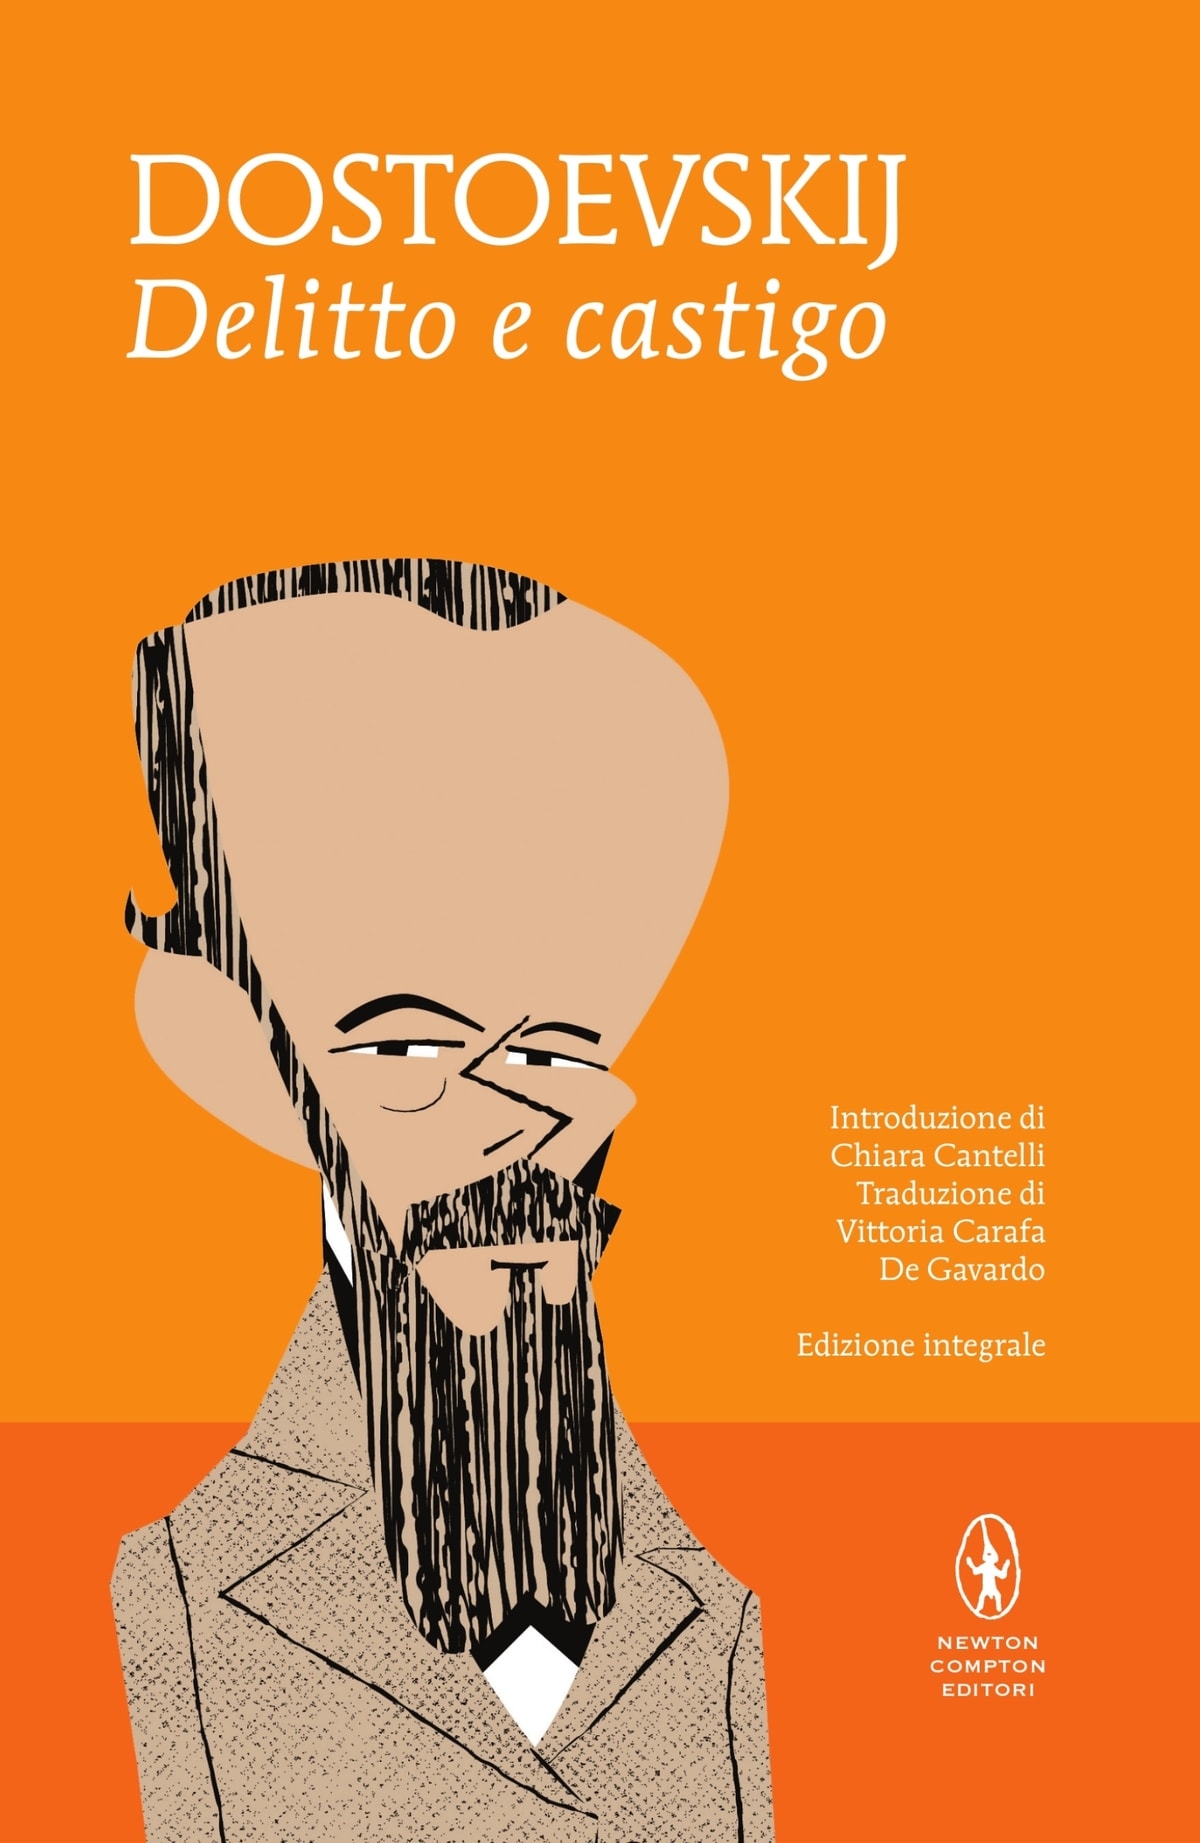 DOSTOEVSKIJ
Delitto e castigo
Introduzione di
Chiara Cantelli
Traduzione di
Vittoria Carafa
De Gavardo
Edizione integrale
NEWTON
COMPTON
EDITORI